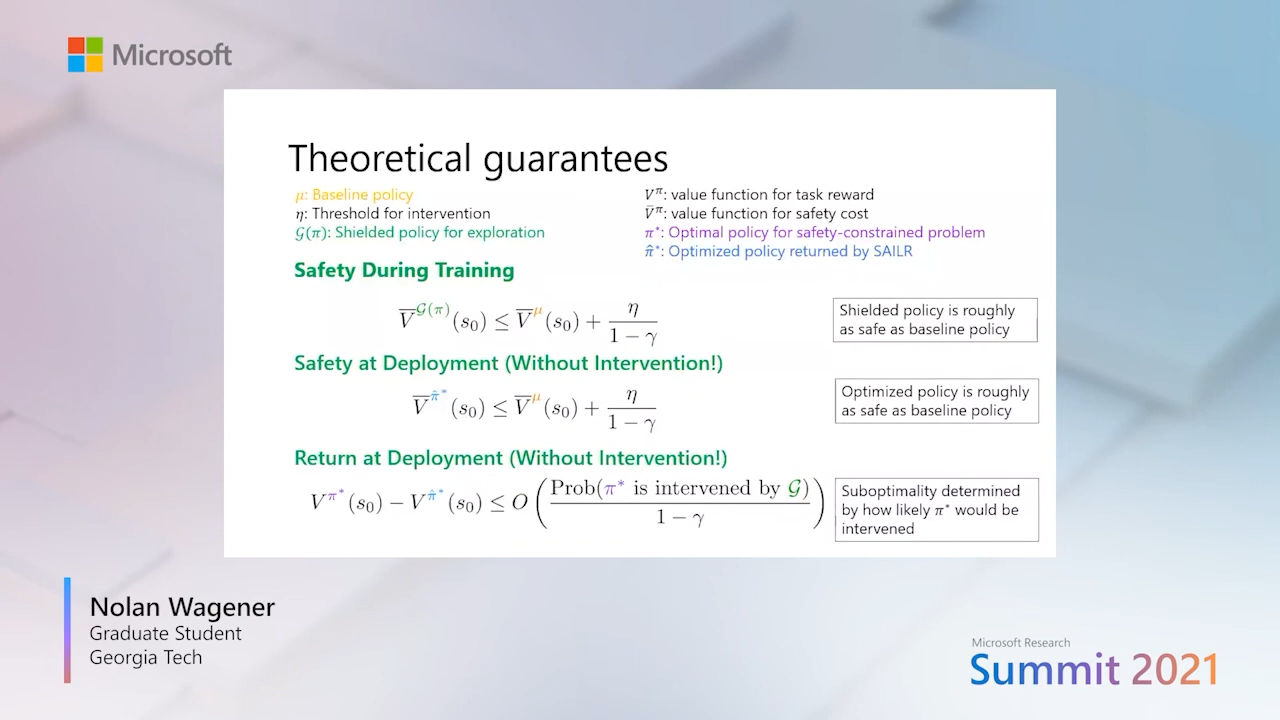 Microsoft
Theoretical guarantees
μ: Baseline policy
η: Threshold for intervention
𝒢(π): Shielded policy for exploration
V^π: value function for task reward
V̅^π: value function for safety cost
π*: Optimal policy for safety-constrained problem
π̂*: Optimized policy returned by SAILR
Safety During Training
V̅^{𝒢(π)}(s₀) ≤ V̅^μ(s₀) + η / (1 − γ)
Shielded policy is roughly
as safe as baseline policy
Safety at Deployment (Without Intervention!)
V̅^{π̂*}(s₀) ≤ V̅^μ(s₀) + η / (1 − γ)
Optimized policy is roughly
as safe as baseline policy
Return at Deployment (Without Intervention!)
V^{π*}(s₀) − V^{π̂*}(s₀) ≤ O(Prob(π* is intervened by 𝒢) / (1 − γ))
Suboptimality determined
by how likely π* would be
intervened
Nolan Wagener
Graduate Student
Georgia Tech
Microsoft Research
Summit 2021